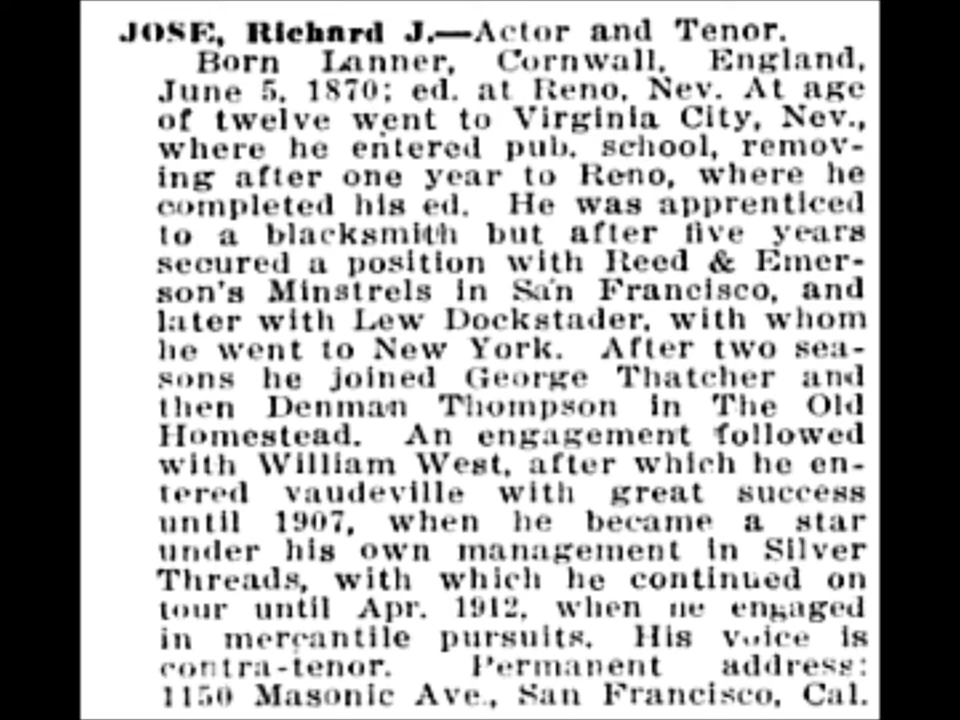 JOSE, Richard J.—Actor and Tenor.
Born Lanner, Cornwall, England,
June 5, 1870; ed. at Reno, Nev. At age
of twelve went to Virginia City, Nev.,
where he entered pub. school, remov-
ing after one year to Reno, where he
completed his ed. He was apprenticed
to a blacksmith but after five years
secured a position with Reed & Emer-
son's Minstrels in San Francisco, and
later with Lew Dockstader, with whom
he went to New York. After two sea-
sons he joined George Thatcher and
then Denman Thompson in The Old
Homestead. An engagement followed
with William West, after which he en-
tered vaudeville with great success
until 1907, when he became a star
under his own management in Silver
Threads, with which he continued on
tour until Apr. 1912, when he engaged
in mercantile pursuits. His voice is
contra-tenor. Permanent address:
1150 Masonic Ave., San Francisco, Cal.